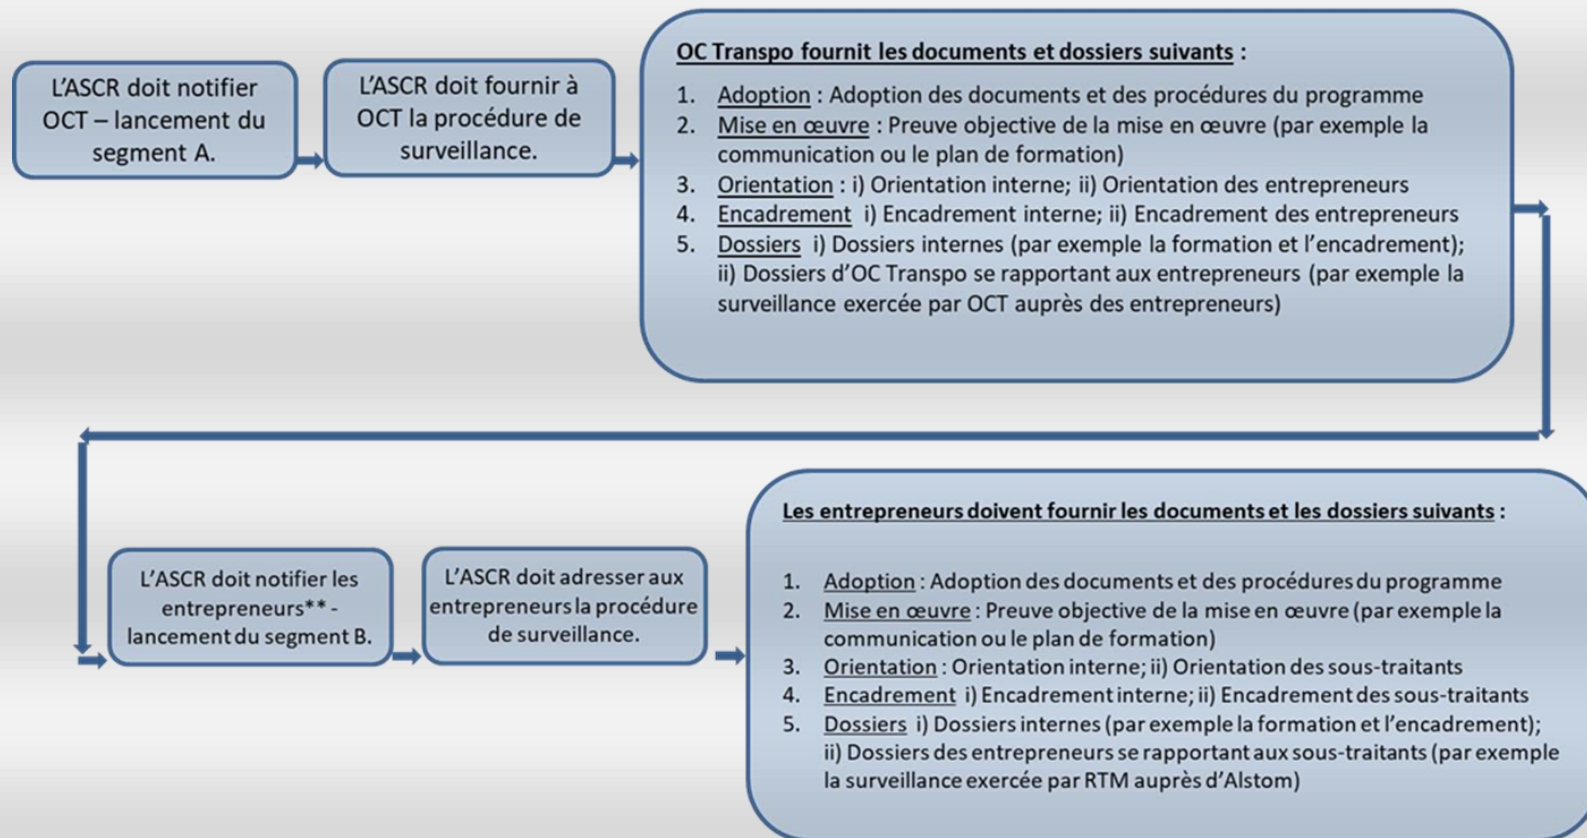 L'ASCR doit notifier
OCT – lancement du
segment A.
L'ASCR doit fournir à
OCT la procédure de
surveillance.
OC Transpo fournit les documents et dossiers suivants :
1. Adoption : Adoption des documents et des procédures du programme
2. Mise en œuvre : Preuve objective de la mise en œuvre (par exemple la
communication ou le plan de formation)
3. Orientation : i) Orientation interne; ii) Orientation des entrepreneurs
4. Encadrement i) Encadrement interne; ii) Encadrement des entrepreneurs
5. Dossiers i) Dossiers internes (par exemple la formation et l'encadrement);
ii) Dossiers d'OC Transpo se rapportant aux entrepreneurs (par exemple la
surveillance exercée par OCT auprès des entrepreneurs)
L'ASCR doit notifier les
entrepreneurs** -
lancement du segment B.
L'ASCR doit adresser aux
entrepreneurs la procédure
de surveillance.
Les entrepreneurs doivent fournir les documents et les dossiers suivants :
1. Adoption : Adoption des documents et des procédures du programme
2. Mise en œuvre : Preuve objective de la mise en œuvre (par exemple la
communication ou le plan de formation)
3. Orientation : Orientation interne; ii) Orientation des sous-traitants
4. Encadrement i) Encadrement interne; ii) Encadrement des sous-traitants
5. Dossiers i) Dossiers internes (par exemple la formation et l'encadrement);
ii) Dossiers des entrepreneurs se rapportant aux sous-traitants (par exemple
la surveillance exercée par RTM auprès d'Alstom)